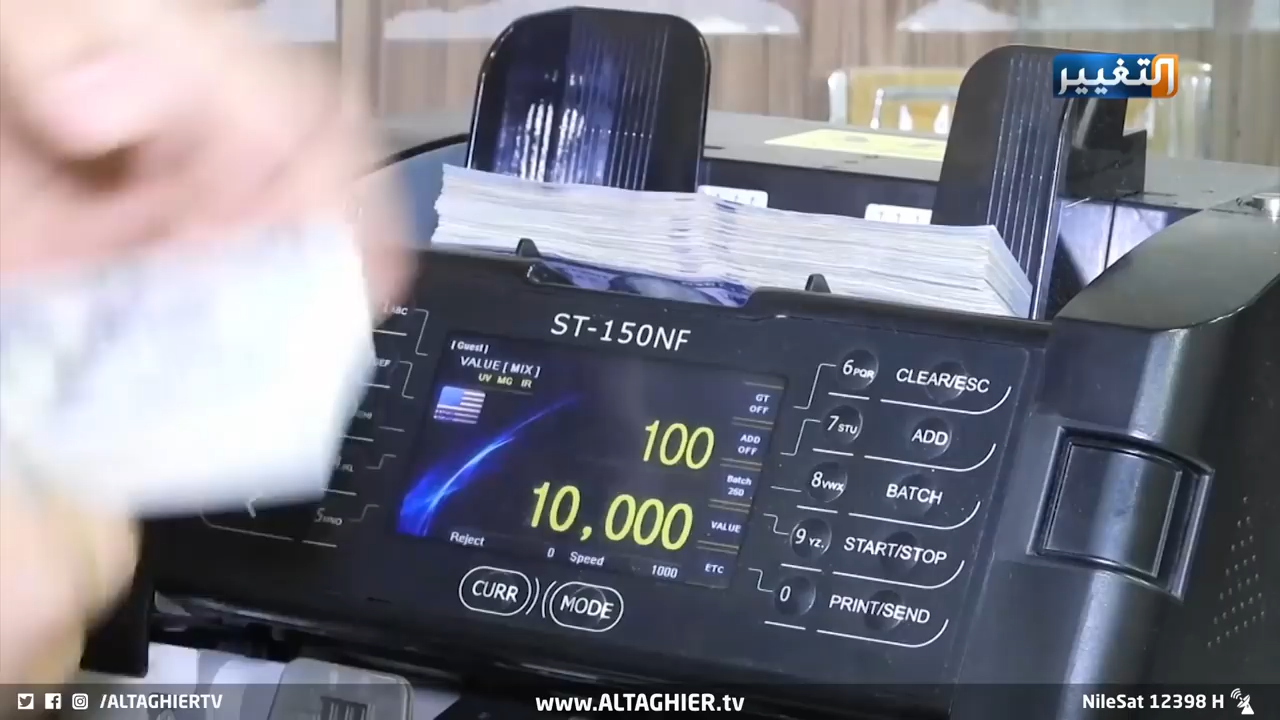 التغيير
ST-150NF
[ Guest ]
VALUE [ MIX ]
UV MG IR
GT
OFF
100
ADD
OFF
Batch
260
10,000
VALUE
Reject 0 Speed 1000
ETC
CURR
MODE
6PQR CLEAR/ESC
7STU ADD
8VWX BATCH
9YZ. START/STOP
0 PRINT/SEND
/ALTAGHIERTV
www.ALTAGHIER.tv
NileSat 12398 H